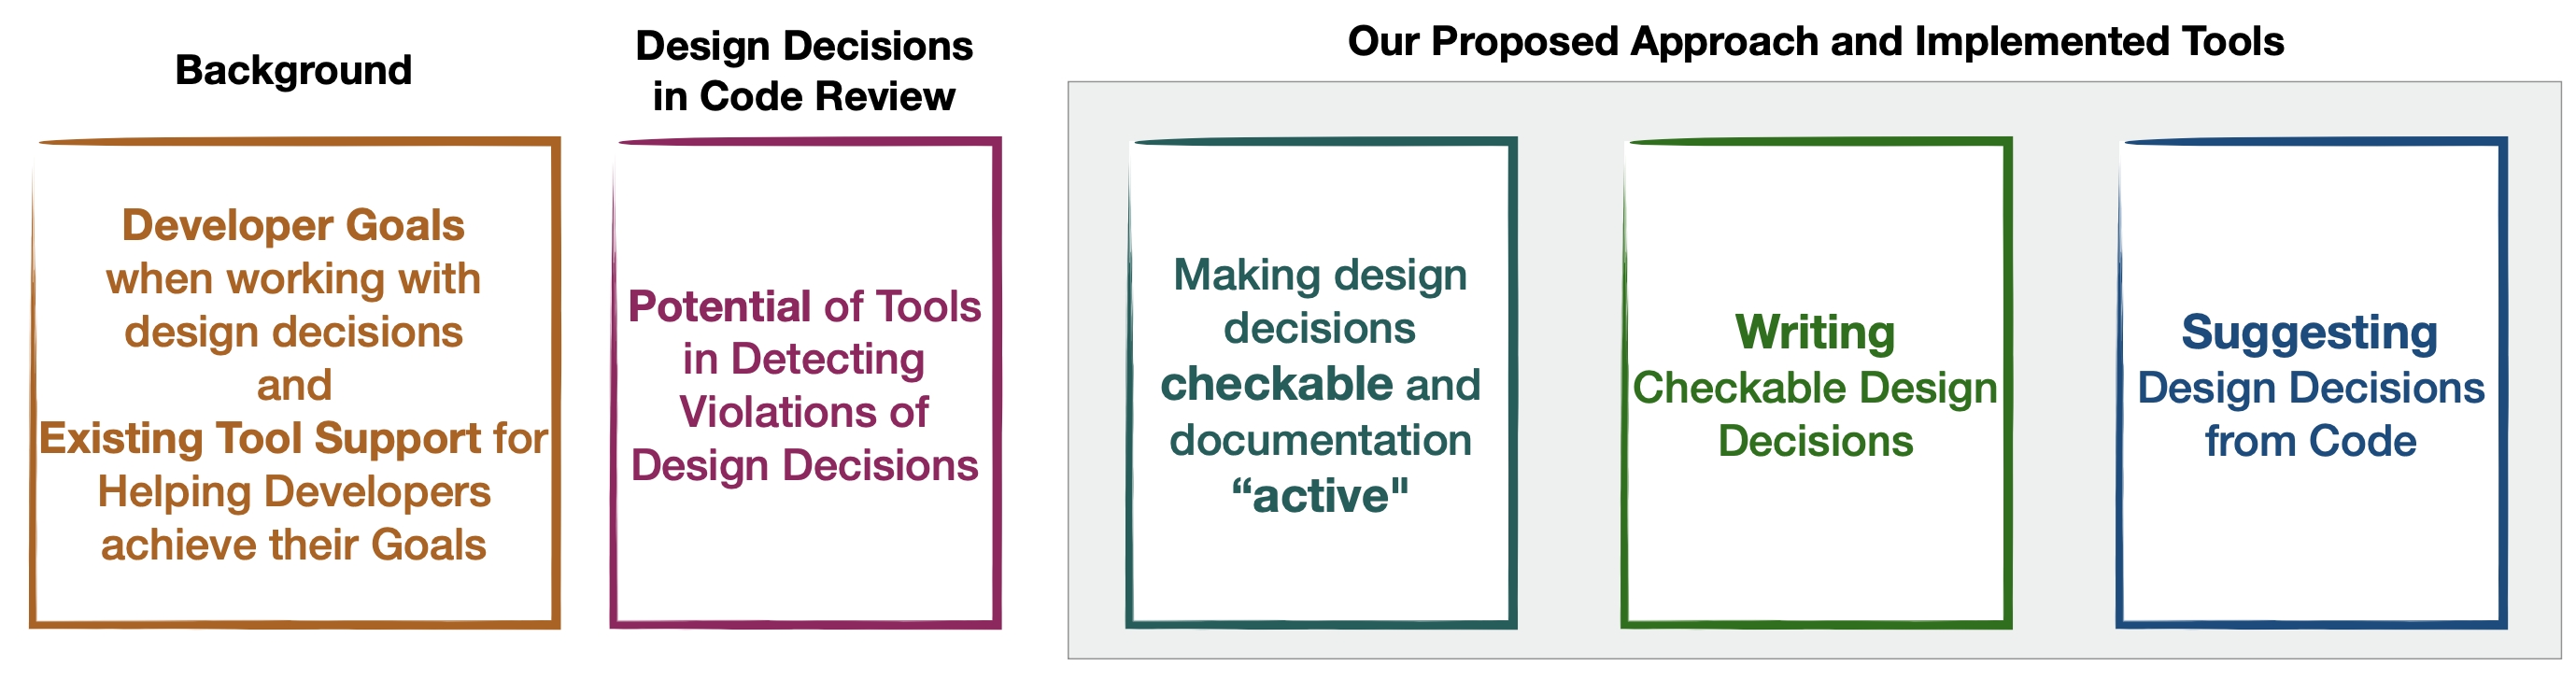 Background
Developer Goals
when working with
design decisions
and
Existing Tool Support for
Helping Developers
achieve their Goals
Design Decisions
in Code Review
Potential of Tools
in Detecting
Violations of
Design Decisions
Our Proposed Approach and Implemented Tools
Making design
decisions
checkable and
documentation
“active"
Writing
Checkable Design
Decisions
Suggesting
Design Decisions
from Code